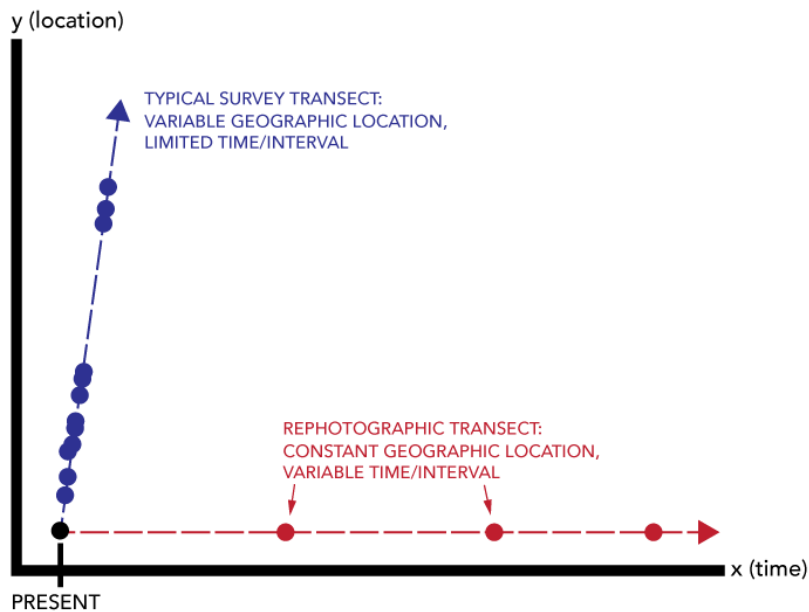 y (location)
TYPICAL SURVEY TRANSECT:
VARIABLE GEOGRAPHIC LOCATION,
LIMITED TIME/INTERVAL
REPHOTOGRAPHIC TRANSECT:
CONSTANT GEOGRAPHIC LOCATION,
VARIABLE TIME/INTERVAL
x (time)
PRESENT